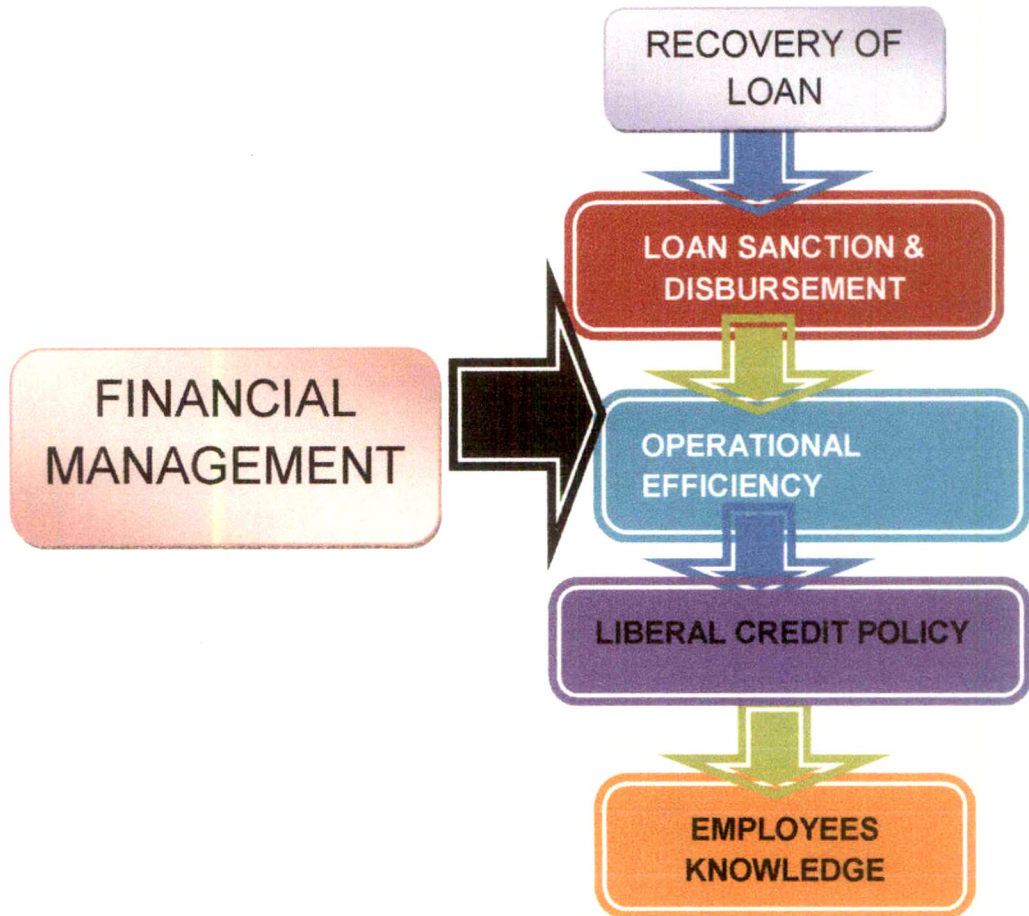 RECOVERY OF
LOAN
LOAN SANCTION &
DISBURSEMENT
FINANCIAL
MANAGEMENT
OPERATIONAL
EFFICIENCY
LIBERAL CREDIT POLICY
EMPLOYEES
KNOWLEDGE